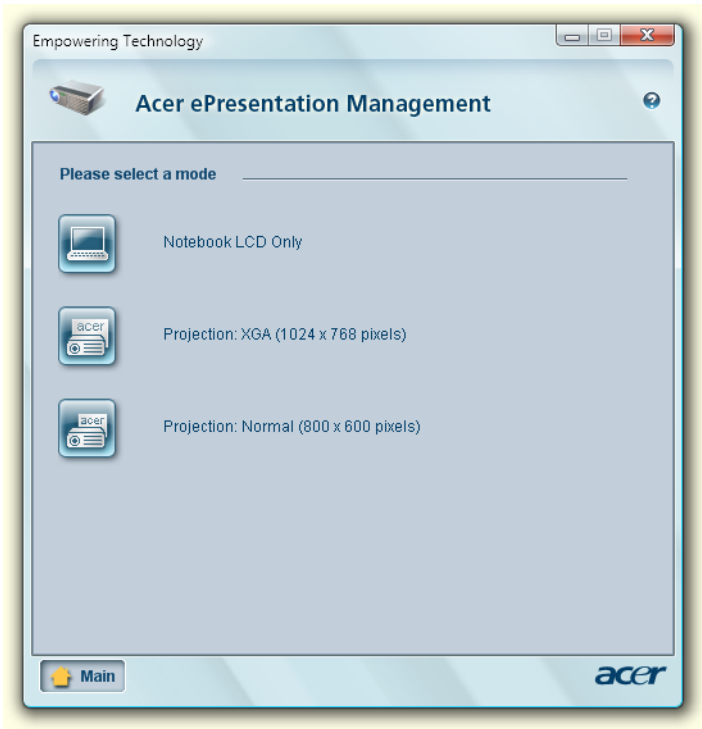 Empowering Technology
Acer ePresentation Management
Please select a mode
Notebook LCD Only
acer
Projection: XGA (1024 x 768 pixels)
acer
Projection: Normal (800 x 600 pixels)
Main
acer